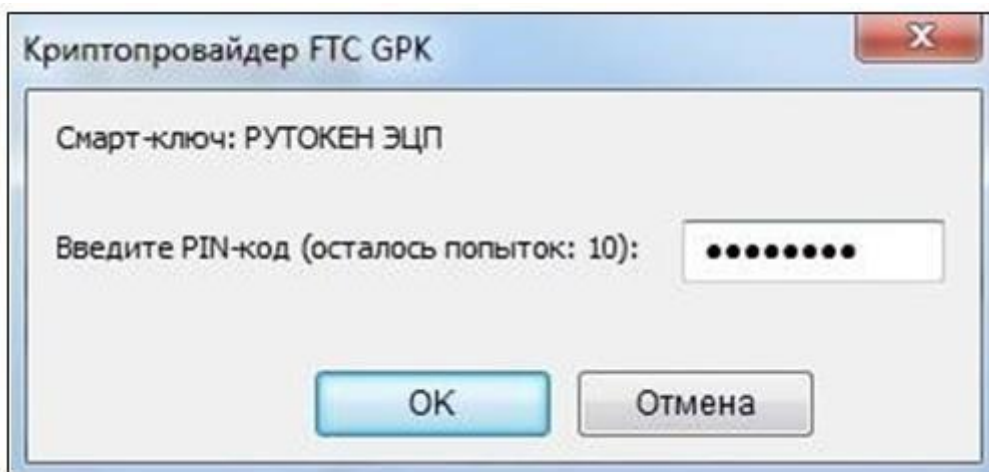 Криптопровайдер FTC GPK
Смарт-ключ: РУТОКЕН ЭЦП
Введите PIN-код (осталось попыток: 10): ●●●●●●●●
OK Отмена